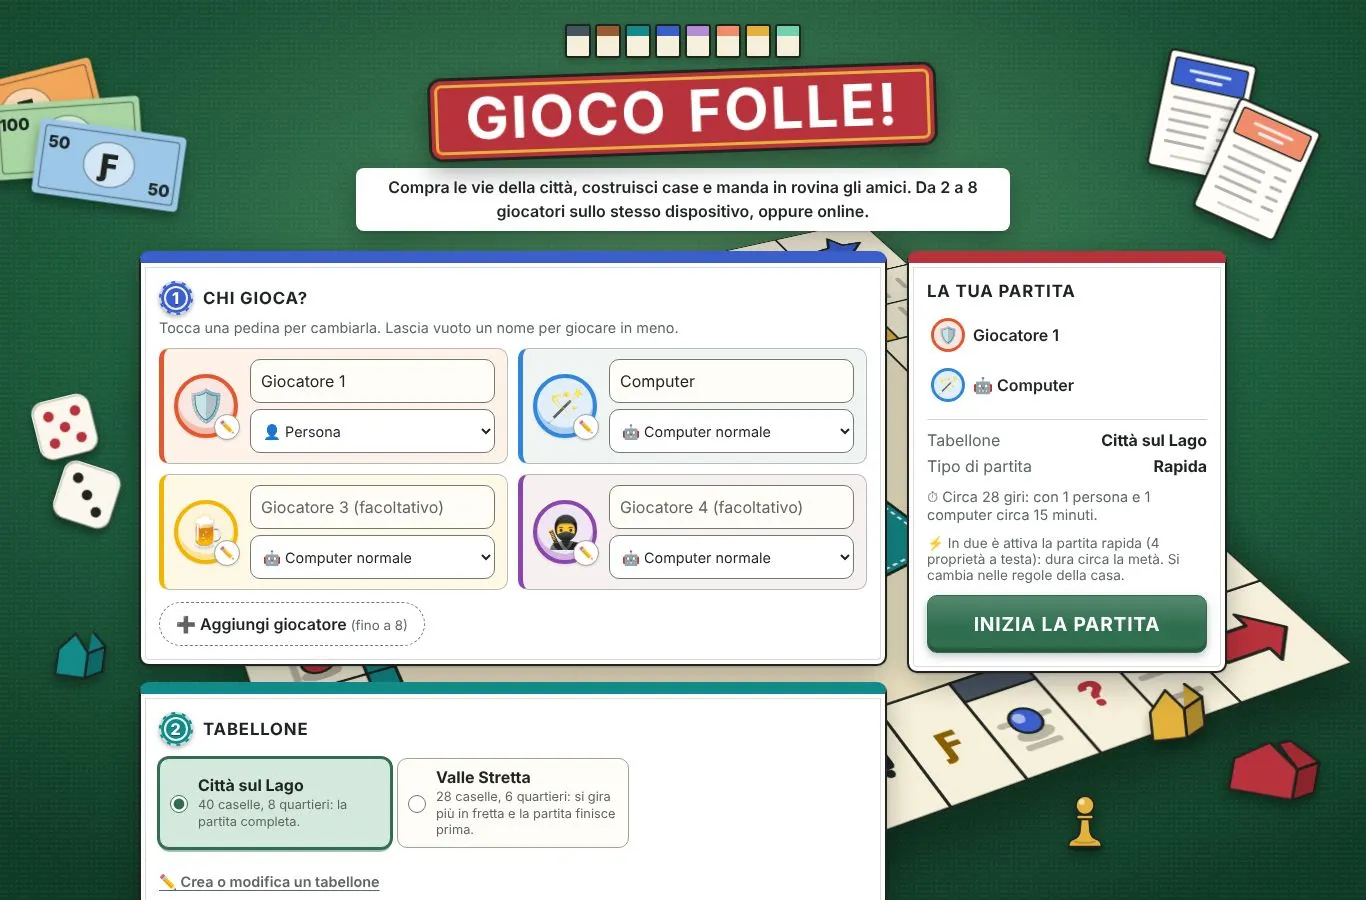 100
50
Ƒ
50
GIOCO FOLLE!
Compra le vie della città, costruisci case e manda in rovina gli amici. Da 2 a 8
giocatori sullo stesso dispositivo, oppure online.
1 CHI GIOCA?
Tocca una pedina per cambiarla. Lascia vuoto un nome per giocare in meno.
Giocatore 1
👤 Persona
Computer
🤖 Computer normale
Giocatore 3 (facoltativo)
🤖 Computer normale
Giocatore 4 (facoltativo)
🤖 Computer normale
➕ Aggiungi giocatore (fino a 8)
2 TABELLONE
Città sul Lago
40 caselle, 8 quartieri: la
partita completa.
Valle Stretta
28 caselle, 6 quartieri: si gira
più in fretta e la partita finisce
prima.
✏️ Crea o modifica un tabellone
LA TUA PARTITA
Giocatore 1
🤖 Computer
Tabellone Città sul Lago
Tipo di partita Rapida
⏱ Circa 28 giri: con 1 persona e 1
computer circa 15 minuti.
⚡ In due è attiva la partita rapida (4
proprietà a testa): dura circa la metà. Si
cambia nelle regole della casa.
INIZIA LA PARTITA
Ƒ
?